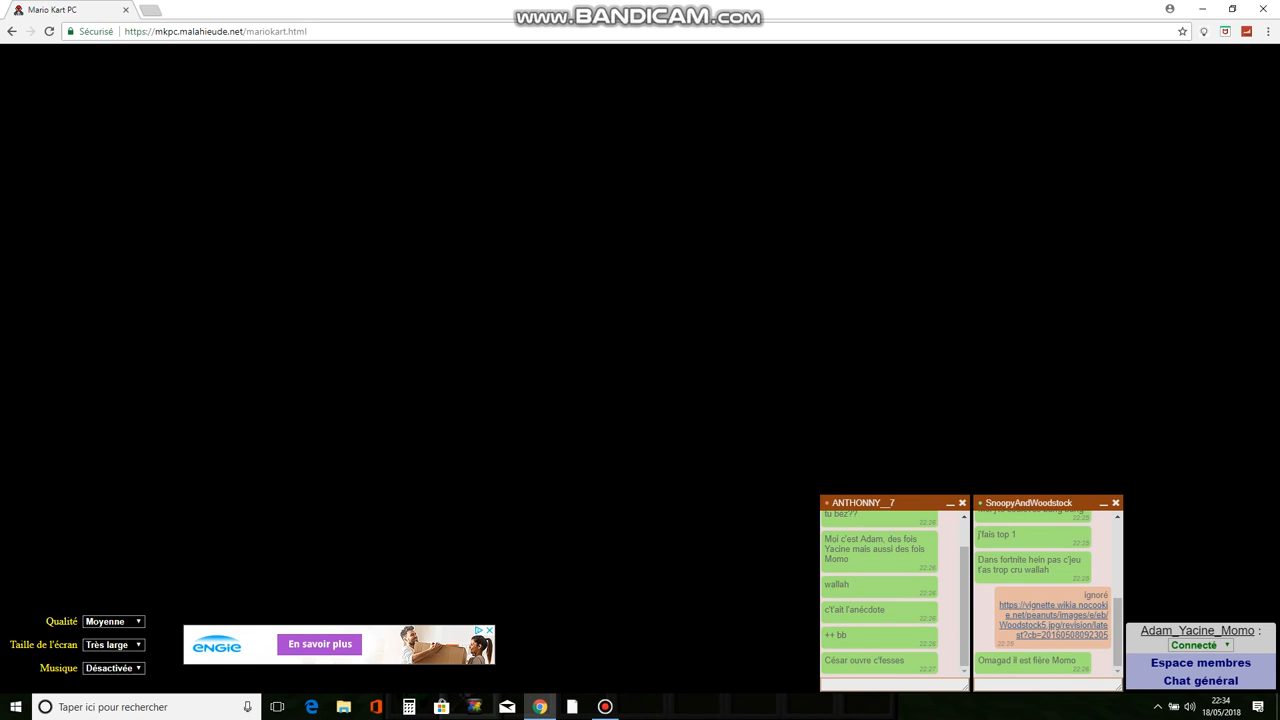 Mario Kart PC
www.BANDICAM.com
Sécurisé
https://mkpc.malahieude.net/mariokart.html
ANTHONNY__7
tu bez??
22:26
Moi c'est Adam, des fois
Yacine mais aussi des fois
Momo
22:26
wallah
22:26
c'tait l'anécdote
22:26
++ bb
22:26
César ouvre c'fesses
22:27
SnoopyAndWoodstock
22:25
j'fais top 1
22:25
Dans fortnite hein pas c'jeu
t'as trop cru wallah
22:25
ignoré
https://vignette.wikia.nocooki
e.net/peanuts/images/e/eb/
Woodstock5.jpg/revision/late
st?cb=20160508092305
22:25
Omagad Il est fière Momo
22:26
Adam_Yacine_Momo :
Connecté
Espace membres
Chat général
Qualité Moyenne
Taille de l'écran Très large
Musique Désactivée
ENGIE
En savoir plus
Taper ici pour rechercher
22:34
18/05/2018